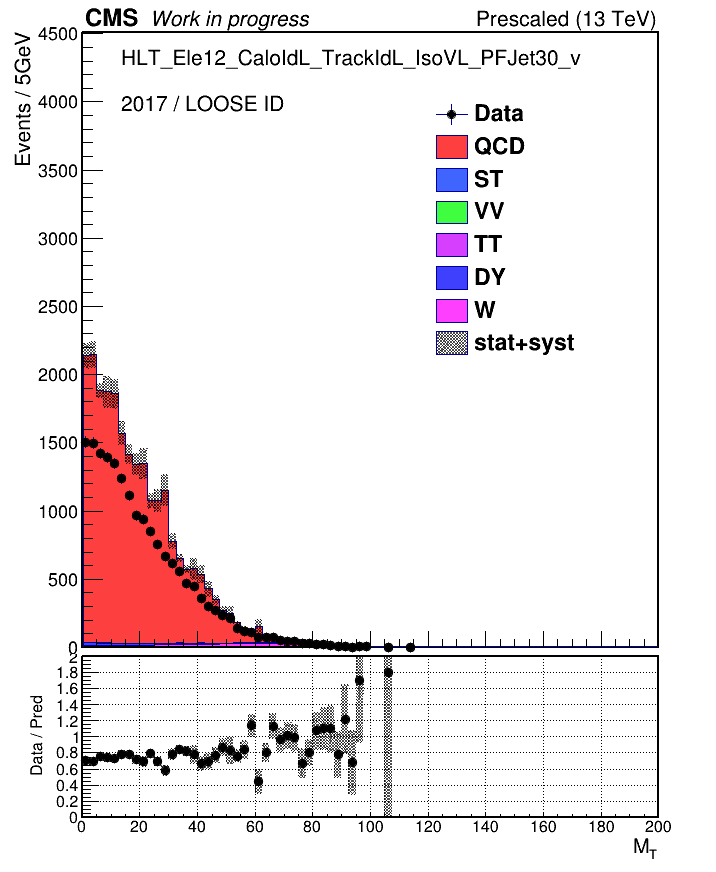 CMS Work in progress Prescaled (13 TeV)
Events / 5GeV
HLT_Ele12_CaloIdL_TrackIdL_IsoVL_PFJet30_v
2017 / LOOSE ID
Data
QCD
ST
VV
TT
DY
W
stat+syst
4500
4000
3500
3000
2500
2000
1500
1000
500
0
Data / Pred
2
1.8
1.6
1.4
1.2
1
0.8
0.6
0.4
0.2
0
0 20 40 60 80 100 120 140 160 180 200
M_T